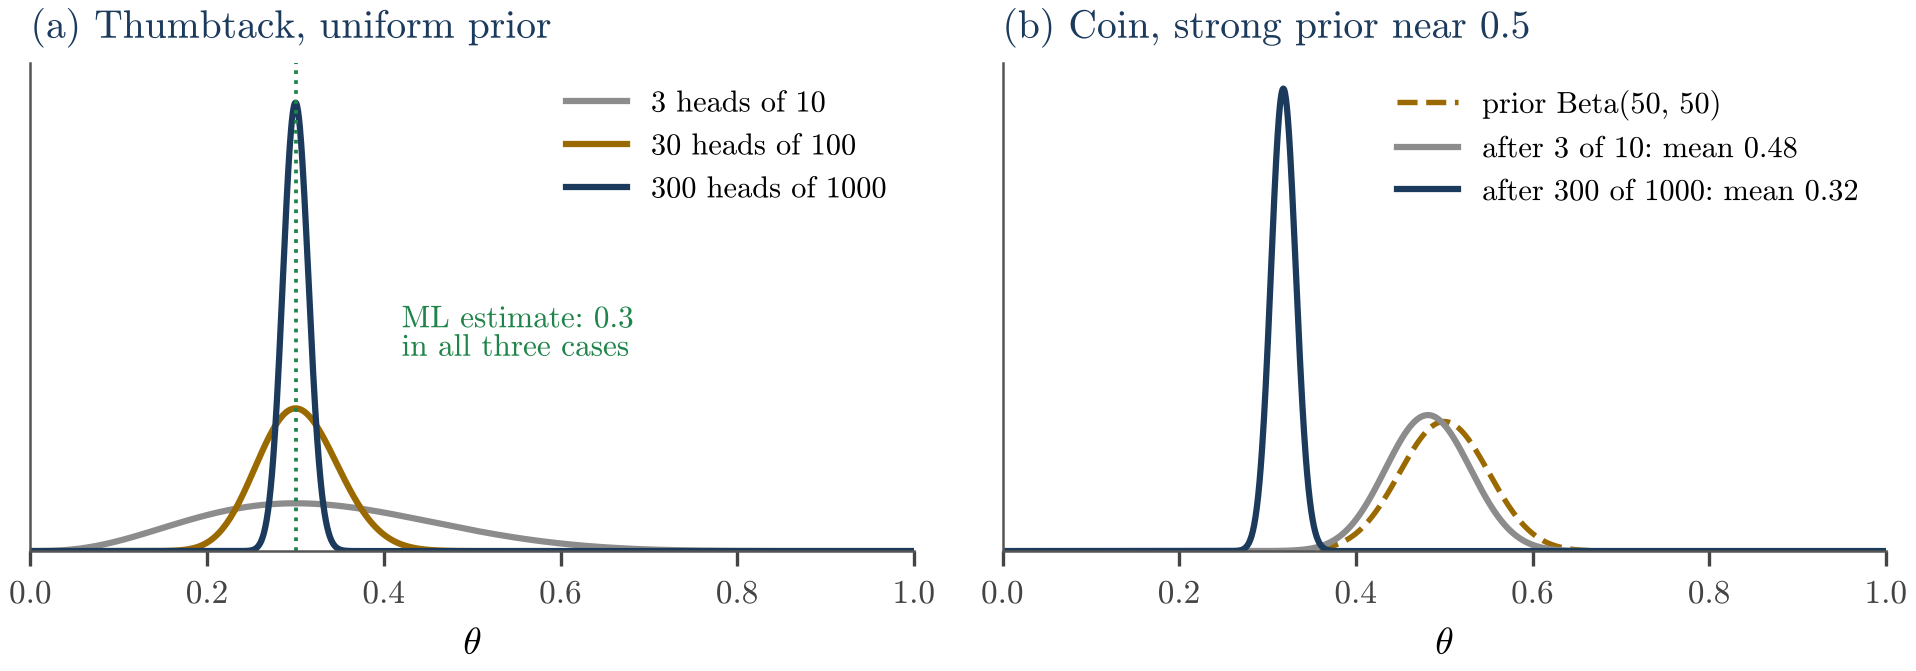 (a) Thumbtack, uniform prior
3 heads of 10
30 heads of 100
300 heads of 1000
ML estimate: 0.3
in all three cases
0.0 0.2 0.4 0.6 0.8 1.0
θ
(b) Coin, strong prior near 0.5
prior Beta(50, 50)
after 3 of 10: mean 0.48
after 300 of 1000: mean 0.32
0.0 0.2 0.4 0.6 0.8 1.0
θ